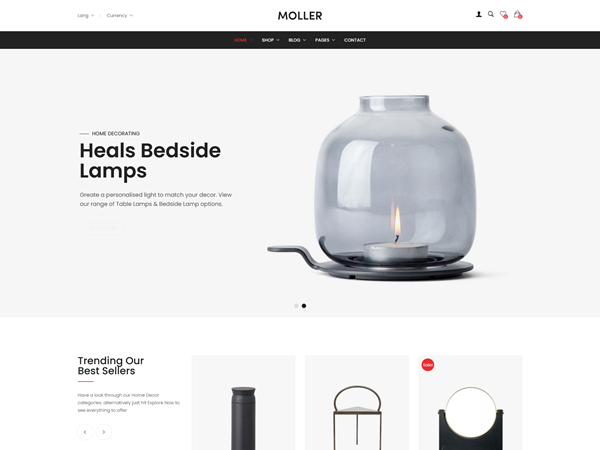 Lang
Currency
MOLLER
HOME
SHOP
BLOG
PAGES
CONTACT
HOME DECORATING
Heals Bedside
Lamps
Greate a personalised light to match your decor. View
our range of Table Lamps & Bedside Lamp options.
Trending Our
Best Sellers
Have a look through our Home Decor
categories. alternatively just hit Explore Now to
see everything to offer
Sale